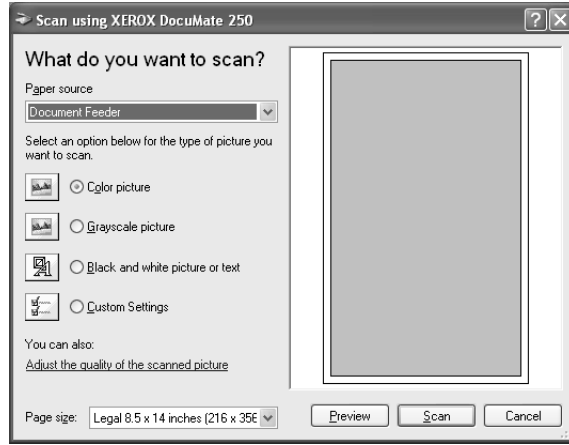 Scan using XEROX DocuMate 250
What do you want to scan?
Paper source
Document Feeder
Select an option below for the type of picture you
want to scan.
Color picture
Grayscale picture
Black and white picture or text
Custom Settings
You can also:
Adjust the quality of the scanned picture
Page size: Legal 8.5 x 14 inches (216 x 356
Preview Scan Cancel